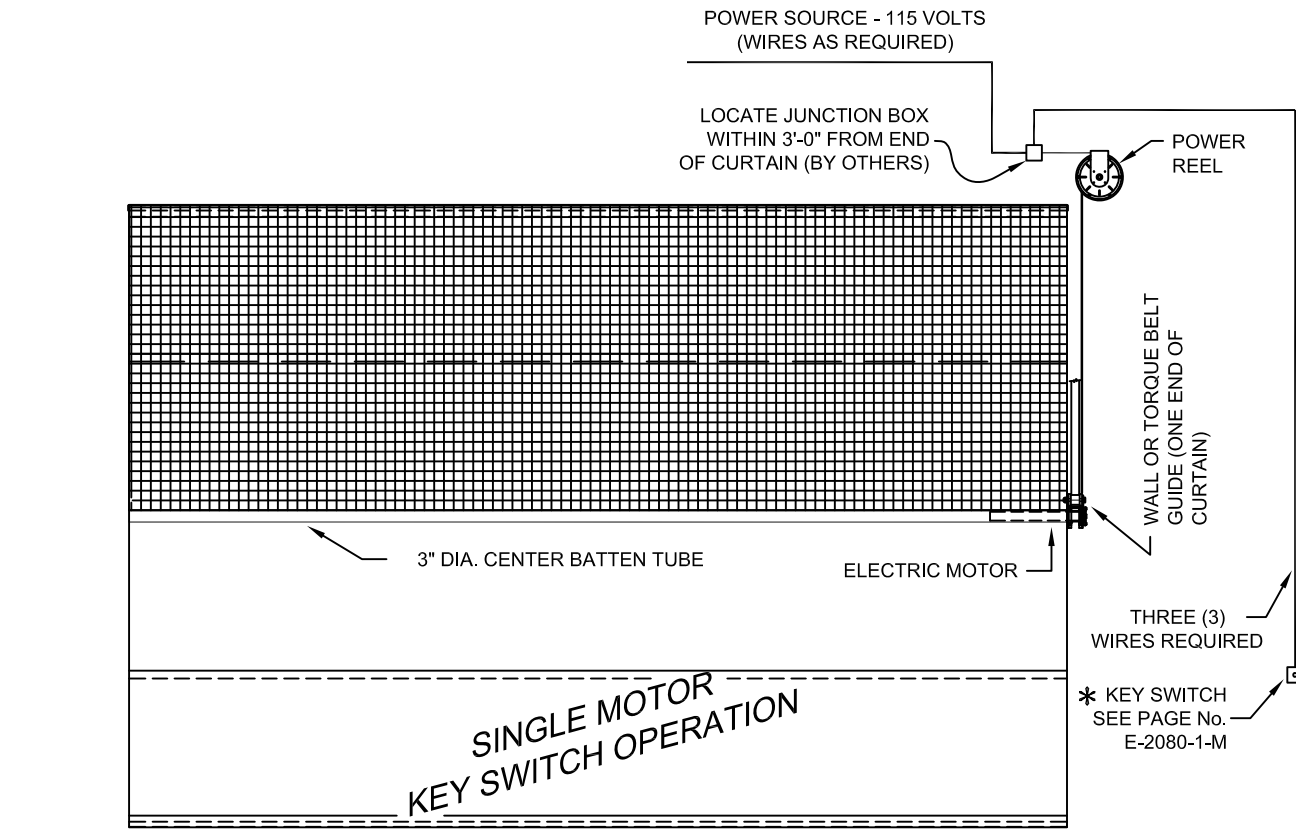 POWER SOURCE - 115 VOLTS
(WIRES AS REQUIRED)
LOCATE JUNCTION BOX
WITHIN 3'-0" FROM END
OF CURTAIN (BY OTHERS)
POWER
REEL
WALL OR TORQUE BELT
GUIDE (ONE END OF
CURTAIN)
3" DIA. CENTER BATTEN TUBE
ELECTRIC MOTOR
THREE (3)
WIRES REQUIRED
* KEY SWITCH
SEE PAGE No.
E-2080-1-M
SINGLE MOTOR
KEY SWITCH OPERATION